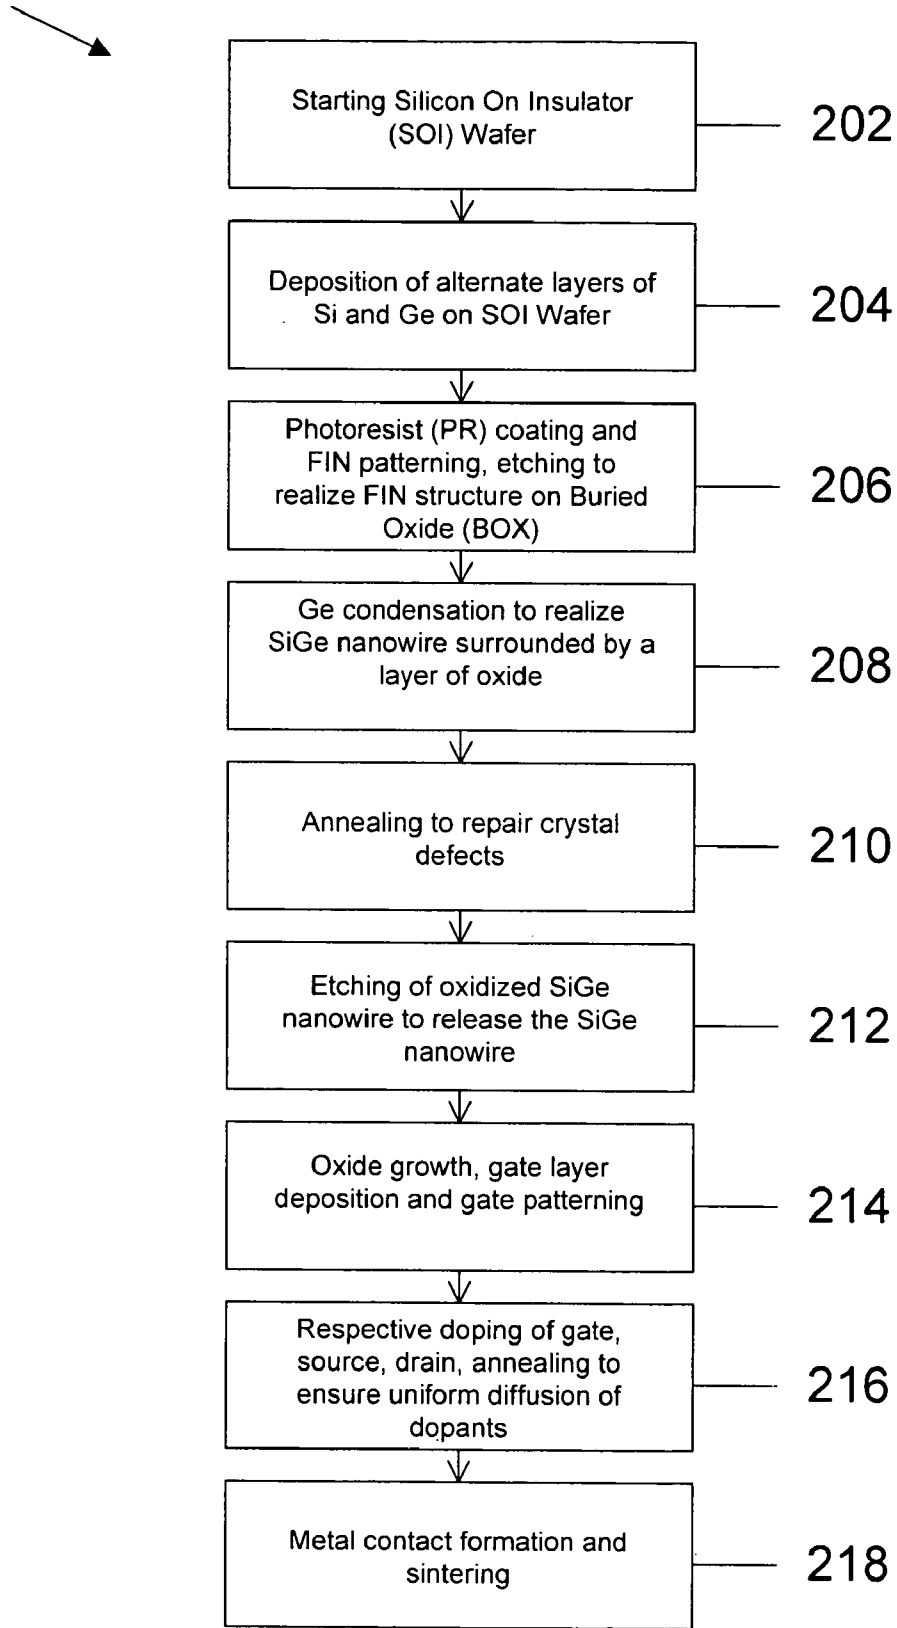 Starting Silicon On Insulator
(SOI) Wafer
202
Deposition of alternate layers of
Si and Ge on SOI Wafer
204
Photoresist (PR) coating and
FIN patterning, etching to
realize FIN structure on Buried
Oxide (BOX)
206
Ge condensation to realize
SiGe nanowire surrounded by a
layer of oxide
208
Annealing to repair crystal
defects
210
Etching of oxidized SiGe
nanowire to release the SiGe
nanowire
212
Oxide growth, gate layer
deposition and gate patterning
214
Respective doping of gate,
source, drain, annealing to
ensure uniform diffusion of
dopants
216
Metal contact formation and
sintering
218